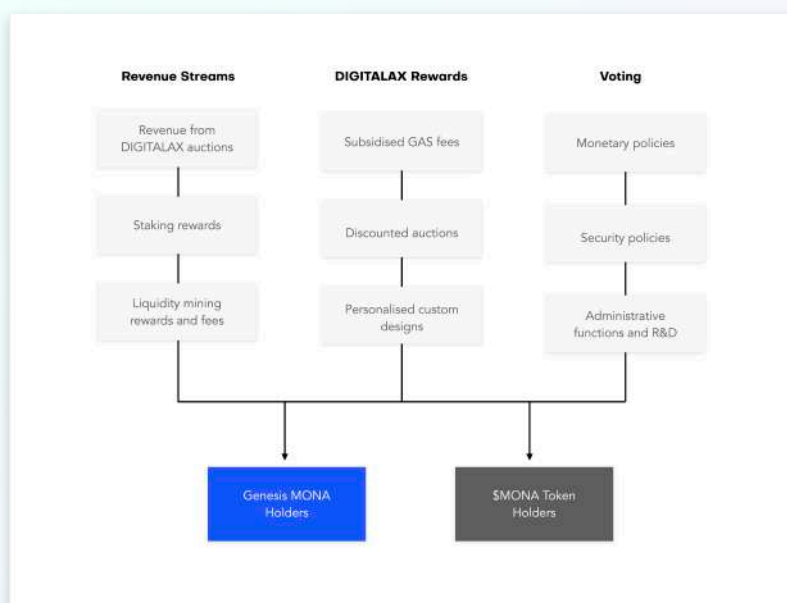 Revenue Streams
DIGITALAX Rewards
Voting
Revenue from
DIGITALAX auctions
Subsidised GAS fees
Monetary policies
Staking rewards
Discounted auctions
Security policies
Liquidity mining
rewards and fees
Personalised custom
designs
Administrative
functions and R&D
Genesis MONA
Holders
$MONA Token
Holders